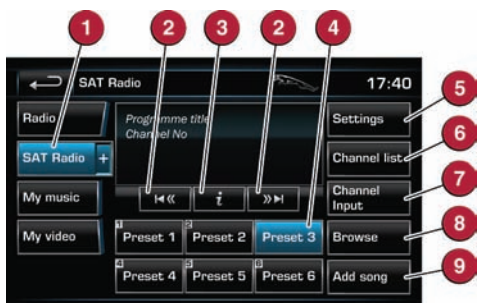 1 2 3 2 4
SAT Radio 17:40
Radio
Programme title
Channel No
Settings 5
SAT Radio +
Channel list 6
My music
i
Channel Input 7
My video
1 Preset 1 2 Preset 2 Preset 3
Browse 8
4 Preset 4 5 Preset 5 6 Preset 6
Add song 9